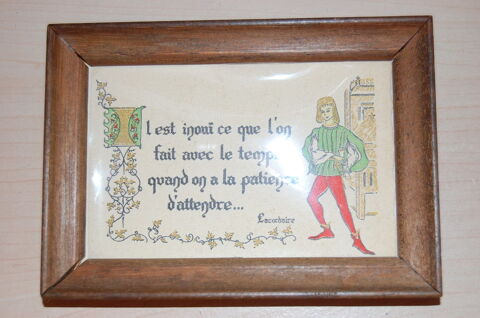 Il est inouï ce que l'on
fait avec le temps
quand on a la patience
d'attendre...
Lacordaire